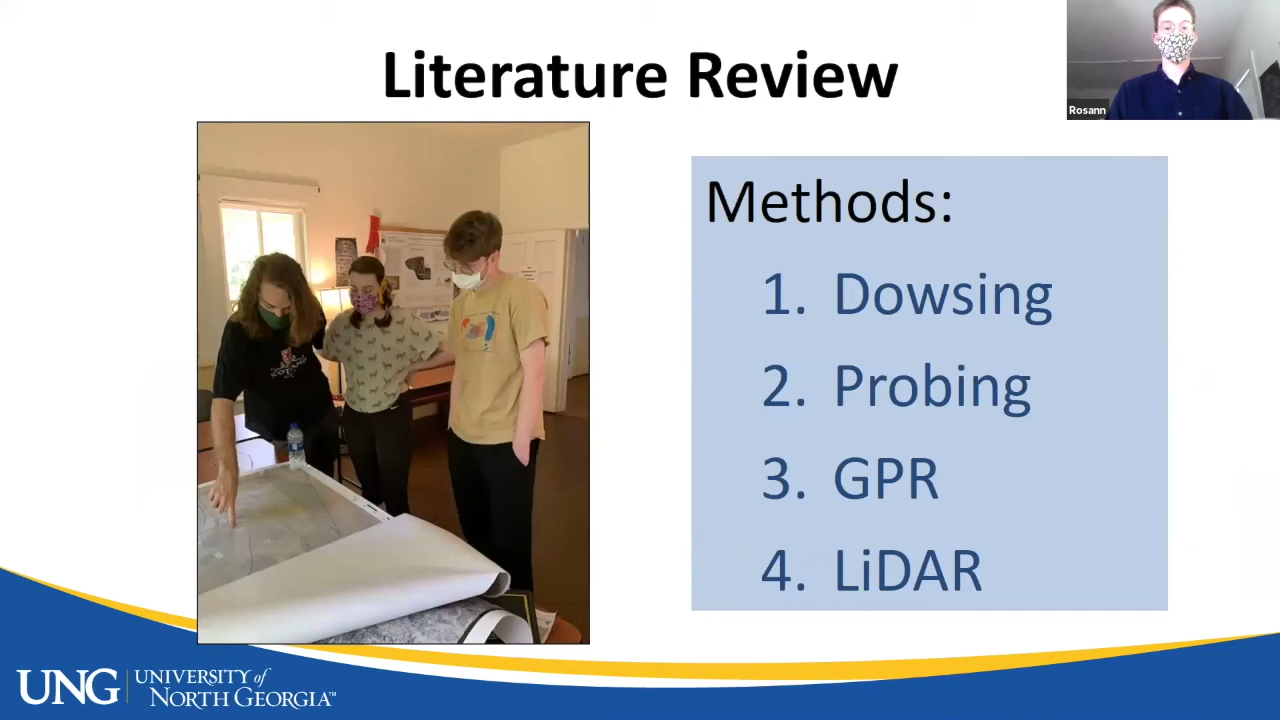 Literature Review
Rosann
Methods:
1. Dowsing
2. Probing
3. GPR
4. LiDAR
UNG
UNIVERSITY of
NORTH GEORGIA™